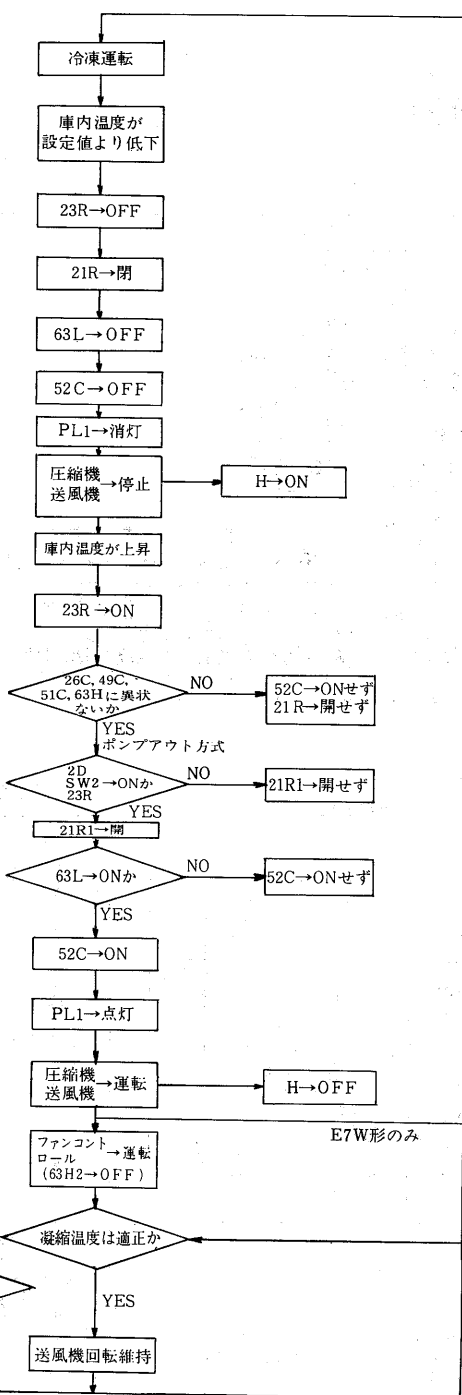 冷凍運転
庫内温度が
設定値より低下
23R→OFF
21R→閉
63L→OFF
52C→OFF
PL1→消灯
圧縮機
送風機→停止
H→ON
庫内温度が上昇
23R→ON
26C, 49C,
51C, 63Hに異状
ないか
NO
52C→ONせず
21R→開せず
YES
ポンプアウト方式
2D
SW2→ONか
23R
NO
21R1→開せず
YES
21R1→開
63L→ONか
NO
52C→ONせず
YES
52C→ON
PL1→点灯
圧縮機
送風機→運転
H→OFF
E7W形のみ
ファンコント
ロール→運転
(63H2→OFF)
凝縮温度は適正か
YES
送風機回転維持